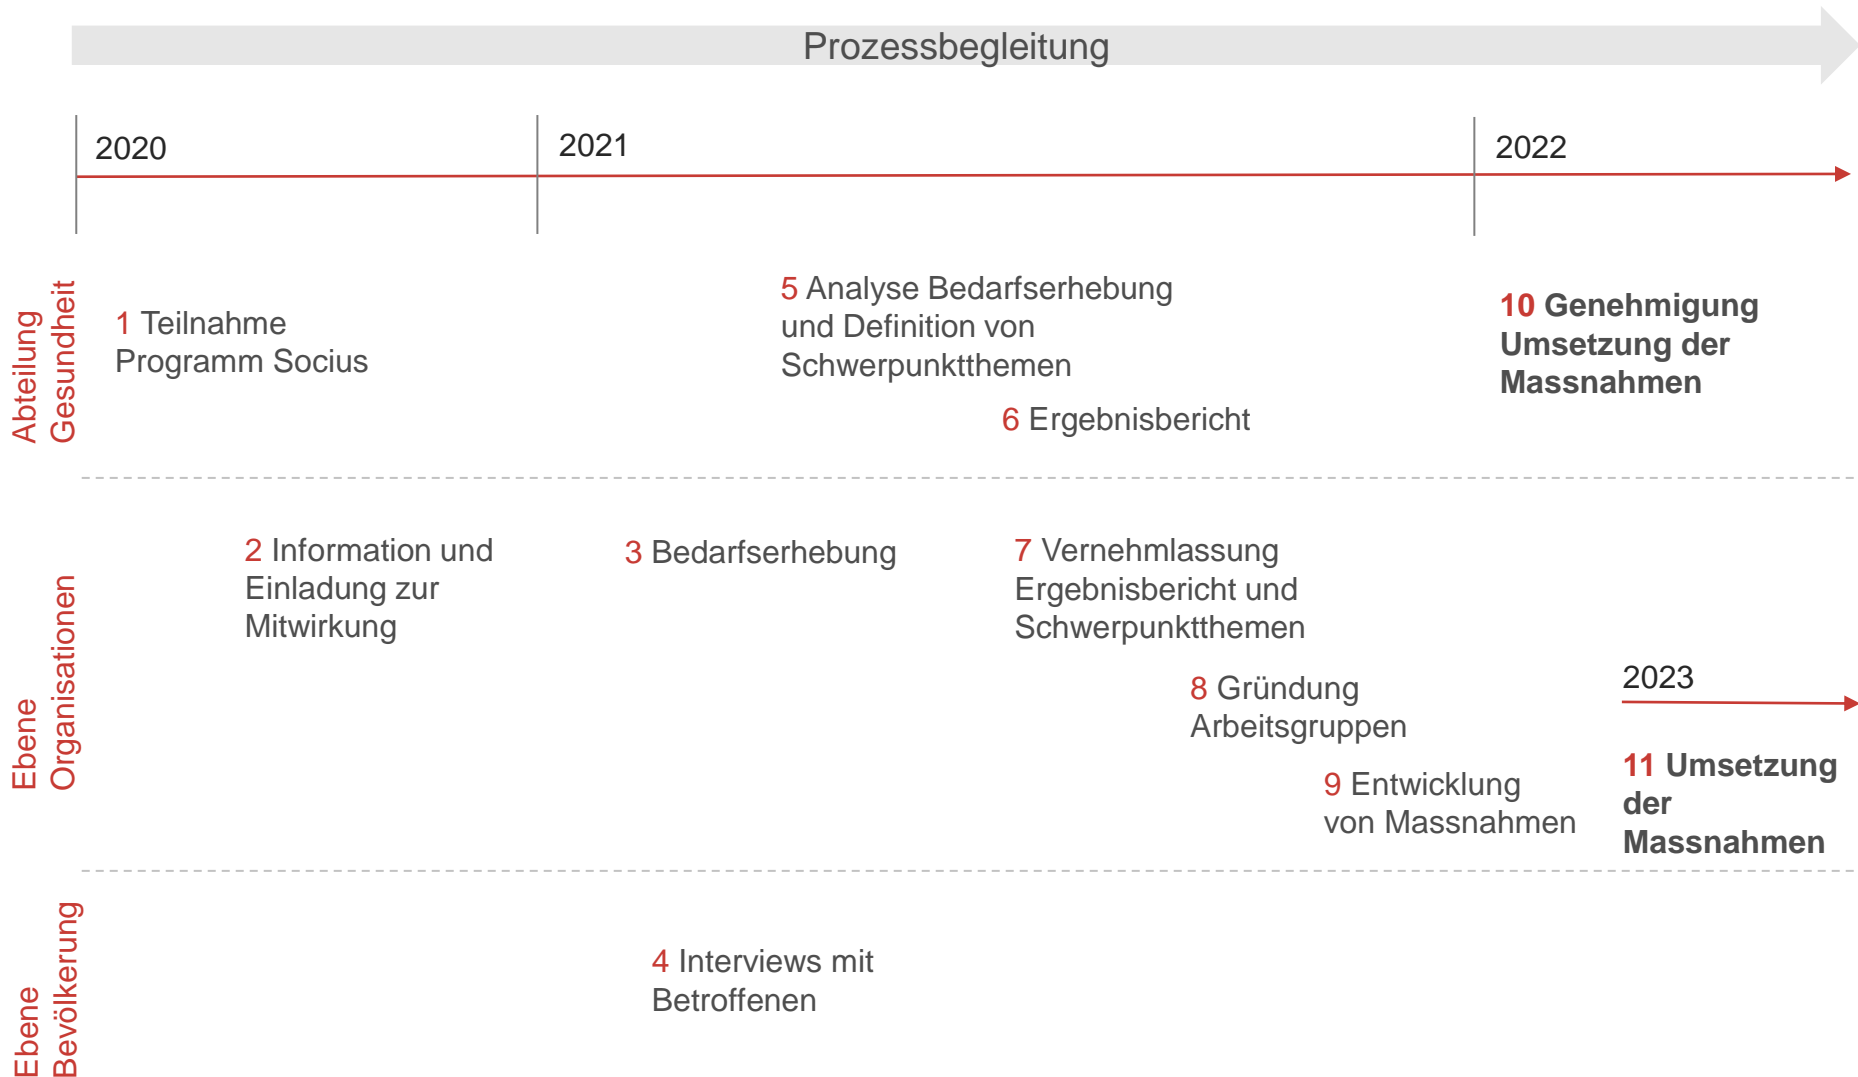 Prozessbegleitung
2020
2021
2022
Abteilung
Gesundheit
1 Teilnahme
Programm Socius
5 Analyse Bedarfserhebung
und Definition von
Schwerpunktthemen
6 Ergebnisbericht
10 Genehmigung
Umsetzung der
Massnahmen
Ebene
Organisationen
2 Information und
Einladung zur
Mitwirkung
3 Bedarfserhebung
7 Vernehmlassung
Ergebnisbericht und
Schwerpunktthemen
8 Gründung
Arbeitsgruppen
9 Entwicklung
von Massnahmen
2023
11 Umsetzung
der
Massnahmen
Ebene
Bevölkerung
4 Interviews mit
Betroffenen